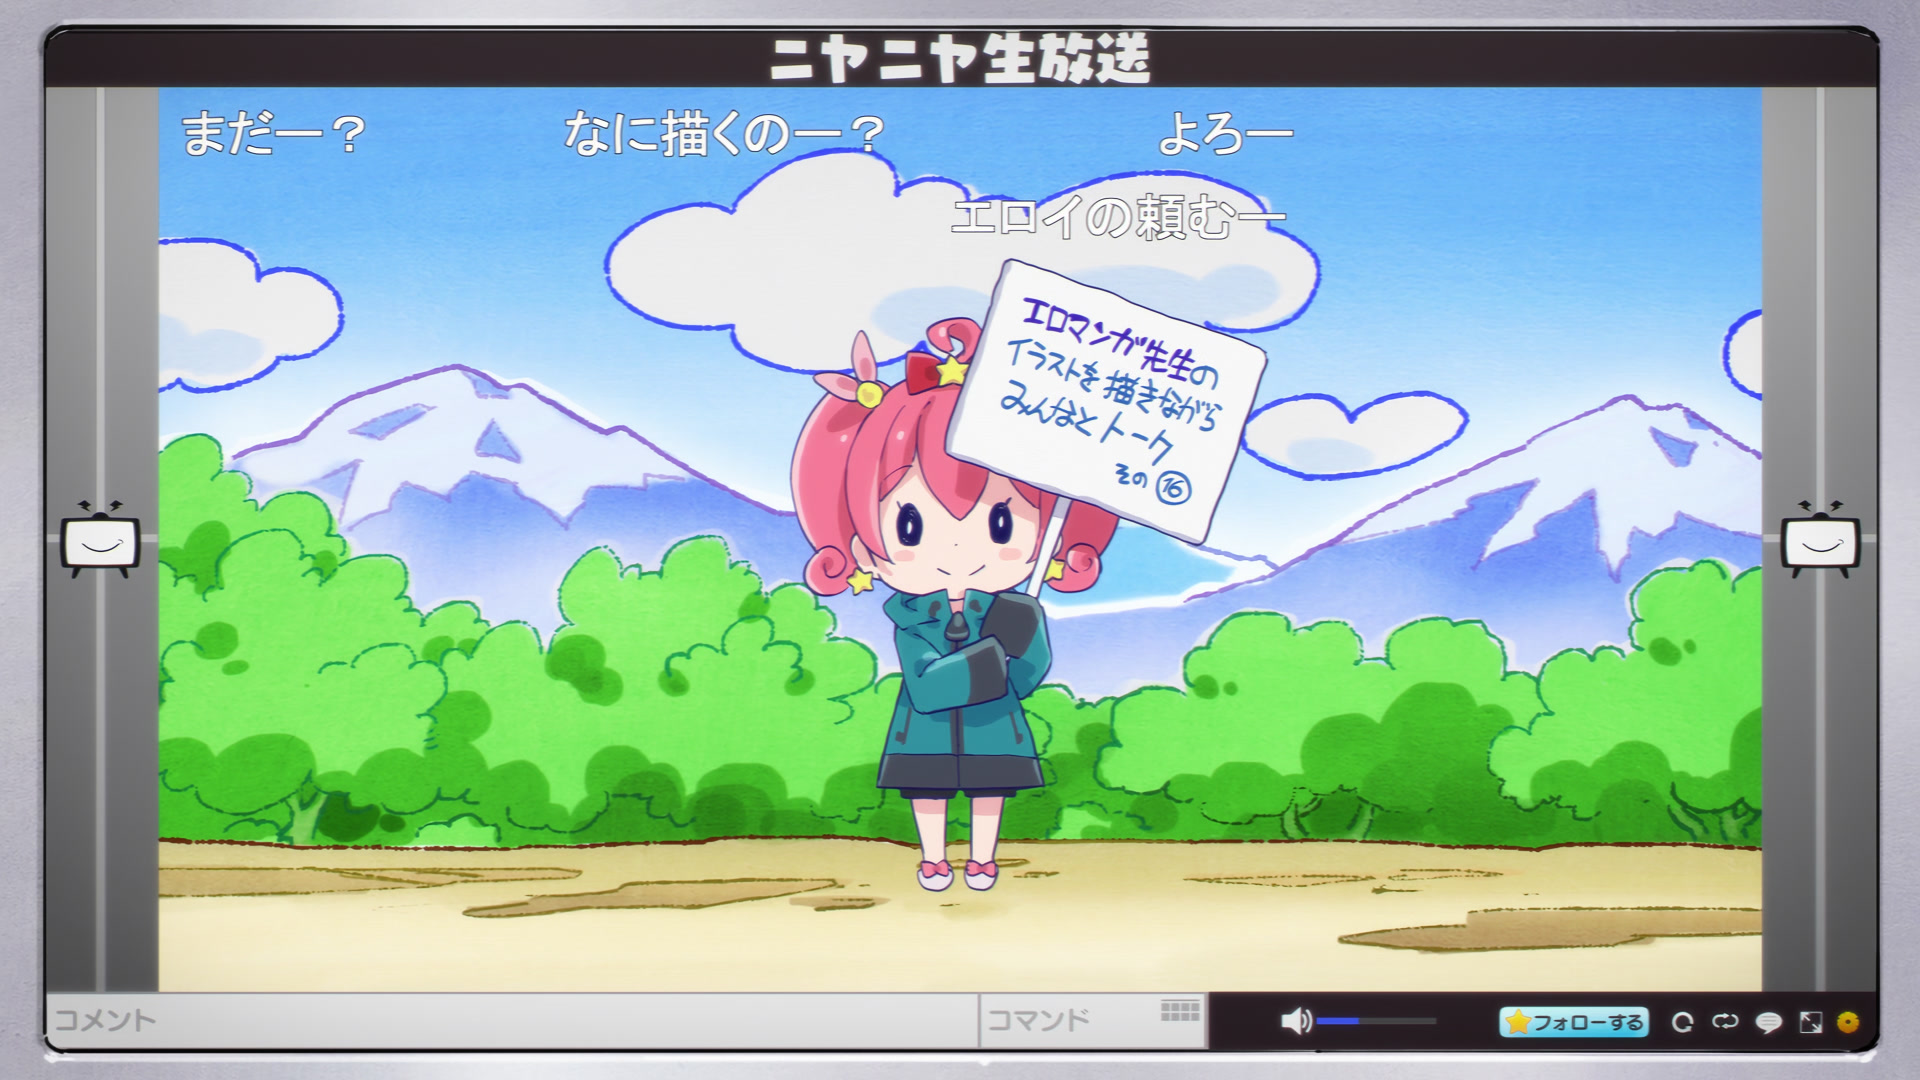 ニヤニヤ生放送
まだー？
なに描くのー？
よろー
エロイの頼むー
エロマンガ先生の
イラストを描きながら
みんなとトーク
その⑯
コメント
コマンド
フォローする